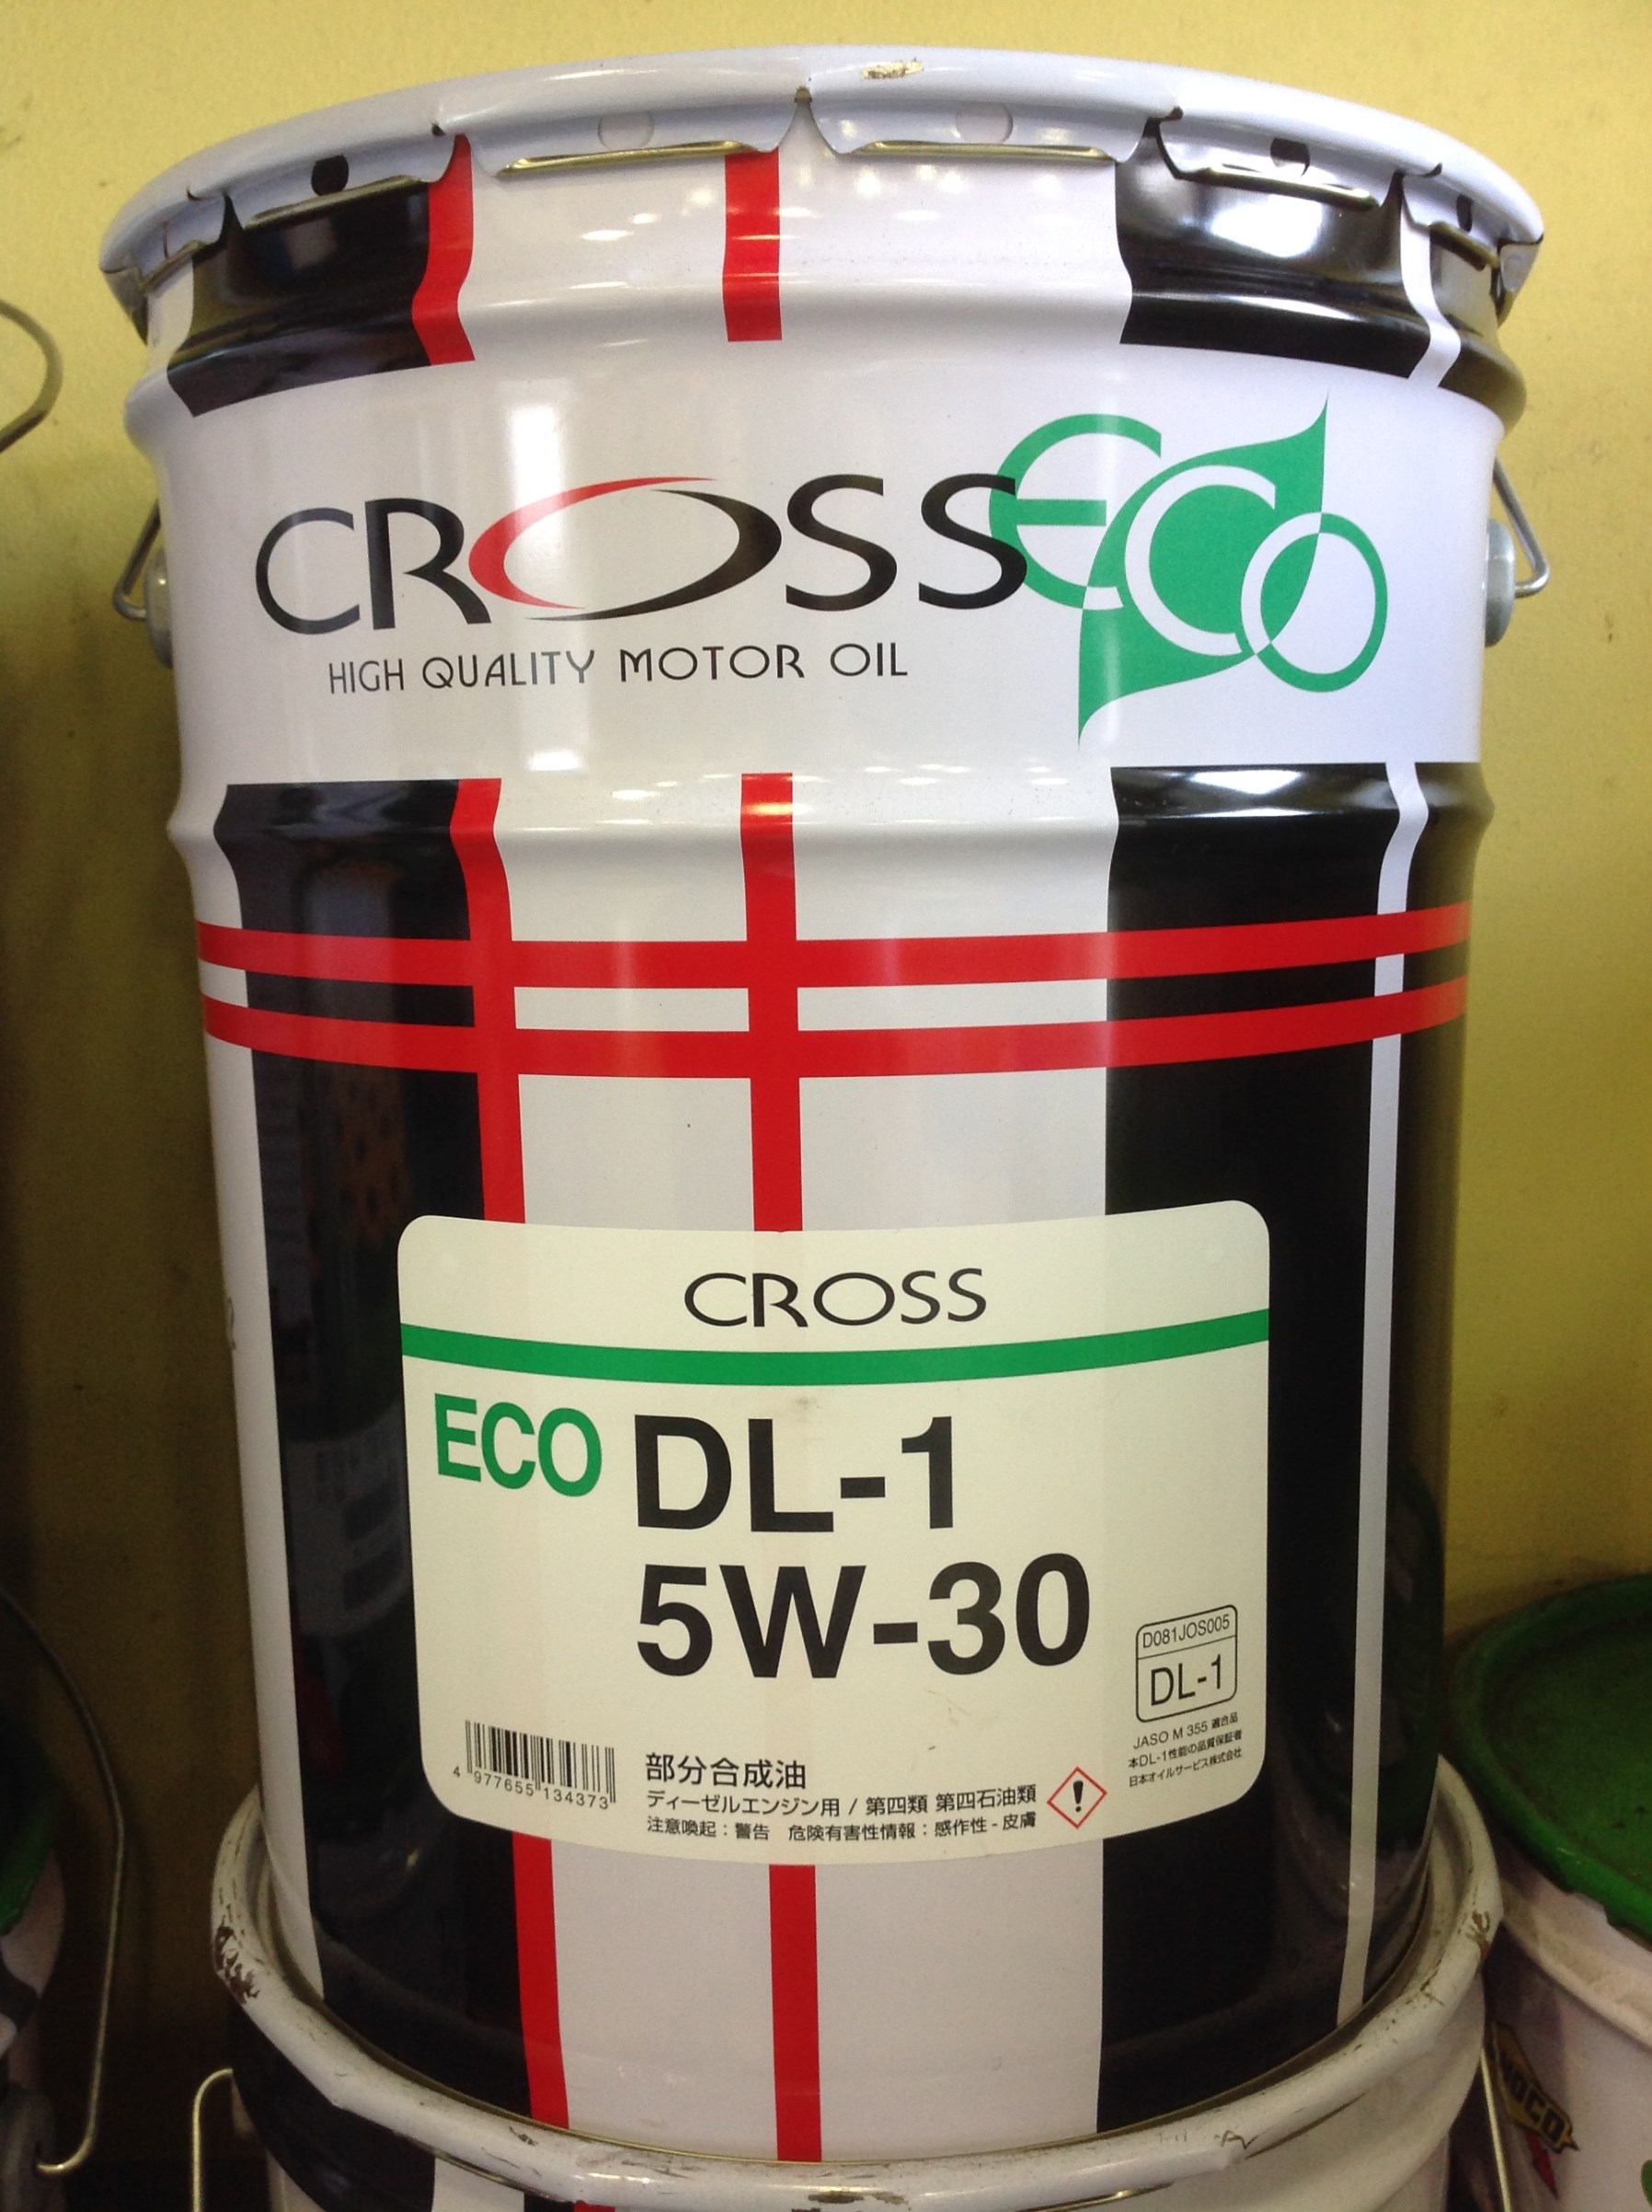 CROSS ECO
HIGH QUALITY MOTOR OIL
CROSS
ECO DL-1
5W-30
D081JOS005
DL-1
JASO M 355 適合品
本DL-1性能の品質保証者
日本オイルサービス株式会社
4 977655 134373
部分合成油
ディーゼルエンジン用 / 第四類 第四石油類
注意喚起：警告 危険有害性情報：感作性 - 皮膚